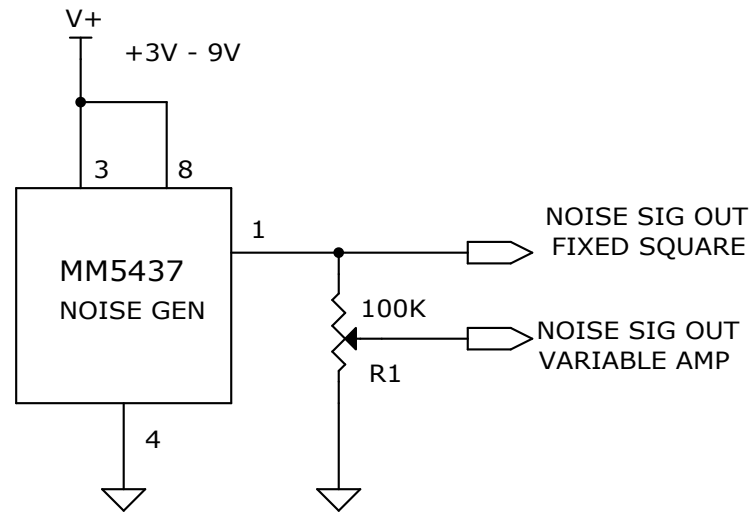 V+
+3V - 9V
3
8
1
MM5437
NOISE GEN
4
100K
R1
NOISE SIG OUT
FIXED SQUARE
NOISE SIG OUT
VARIABLE AMP